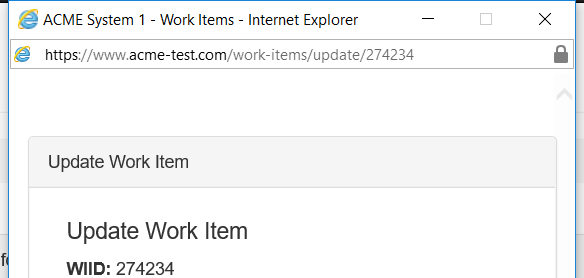 ACME System 1 - Work Items - Internet Explorer
https://www.acme-test.com/work-items/update/274234
Update Work Item
Update Work Item
WIID: 274234